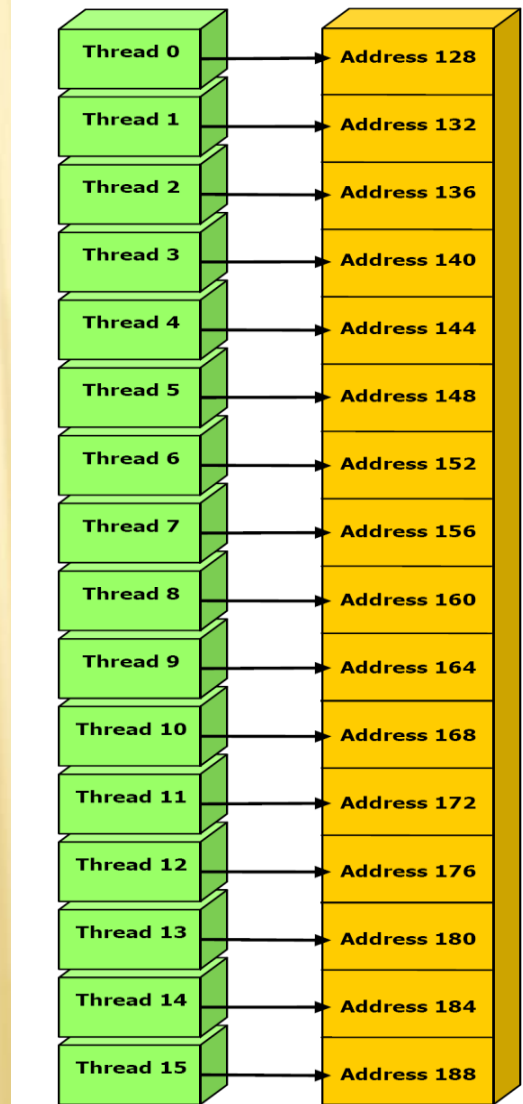 Thread 0 Address 128
Thread 1 Address 132
Thread 2 Address 136
Thread 3 Address 140
Thread 4 Address 144
Thread 5 Address 148
Thread 6 Address 152
Thread 7 Address 156
Thread 8 Address 160
Thread 9 Address 164
Thread 10 Address 168
Thread 11 Address 172
Thread 12 Address 176
Thread 13 Address 180
Thread 14 Address 184
Thread 15 Address 188